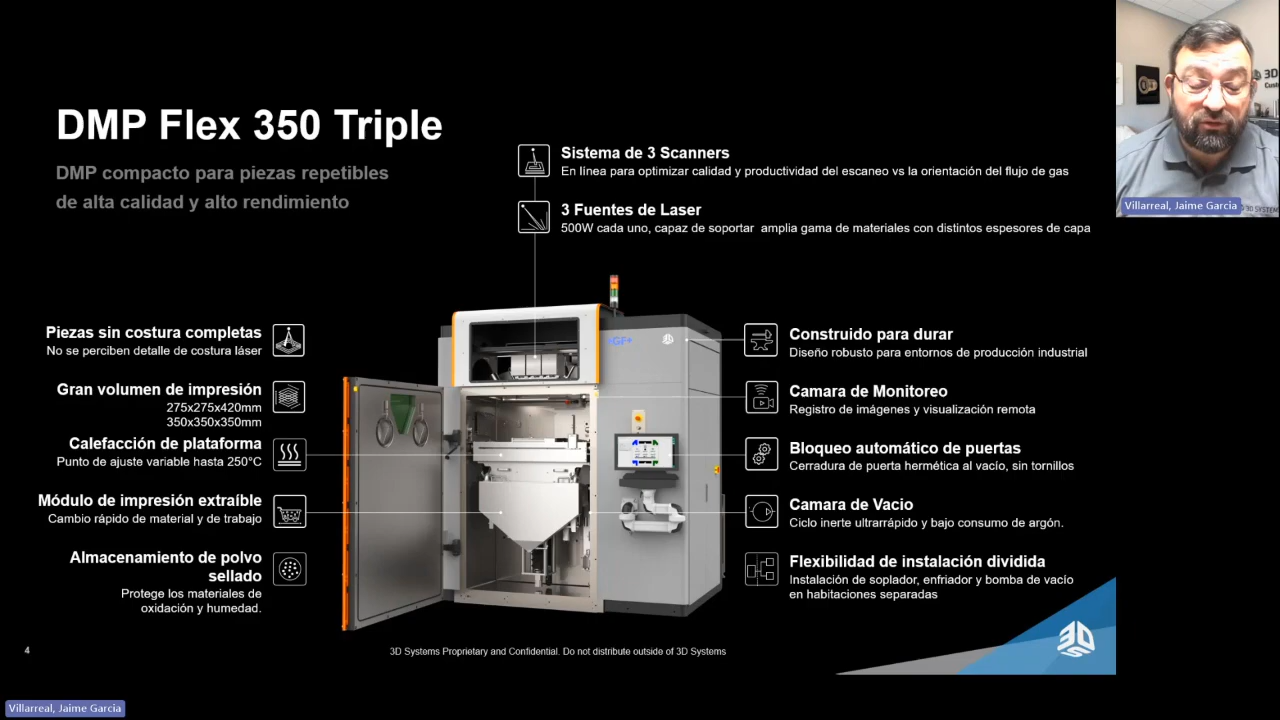 DMP Flex 350 Triple
DMP compacto para piezas repetibles
de alta calidad y alto rendimiento
Sistema de 3 Scanners
En línea para optimizar calidad y productividad del escaneo vs la orientación del flujo de gas
3 Fuentes de Laser
500W cada uno, capaz de soportar amplia gama de materiales con distintos espesores de capa
Piezas sin costura completas
No se perciben detalle de costura láser
Gran volumen de impresión
275x275x420mm
350x350x350mm
Calefacción de plataforma
Punto de ajuste variable hasta 250°C
Módulo de impresión extraíble
Cambio rápido de material y de trabajo
Almacenamiento de polvo
sellado
Protege los materiales de
oxidación y humedad.
+GF+
Construido para durar
Diseño robusto para entornos de producción industrial
Camara de Monitoreo
Registro de imágenes y visualización remota
Bloqueo automático de puertas
Cerradura de puerta hermética al vacío, sin tornillos
Camara de Vacio
Ciclo inerte ultrarrápido y bajo consumo de argón.
Flexibilidad de instalación dividida
Instalación de soplador, enfriador y bomba de vacío
en habitaciones separadas
4
3D Systems Proprietary and Confidential. Do not distribute outside of 3D Systems
3DS
3D
Cust
Villarreal, Jaime Garcia
3D SYSTEM
Villarreal, Jaime Garcia